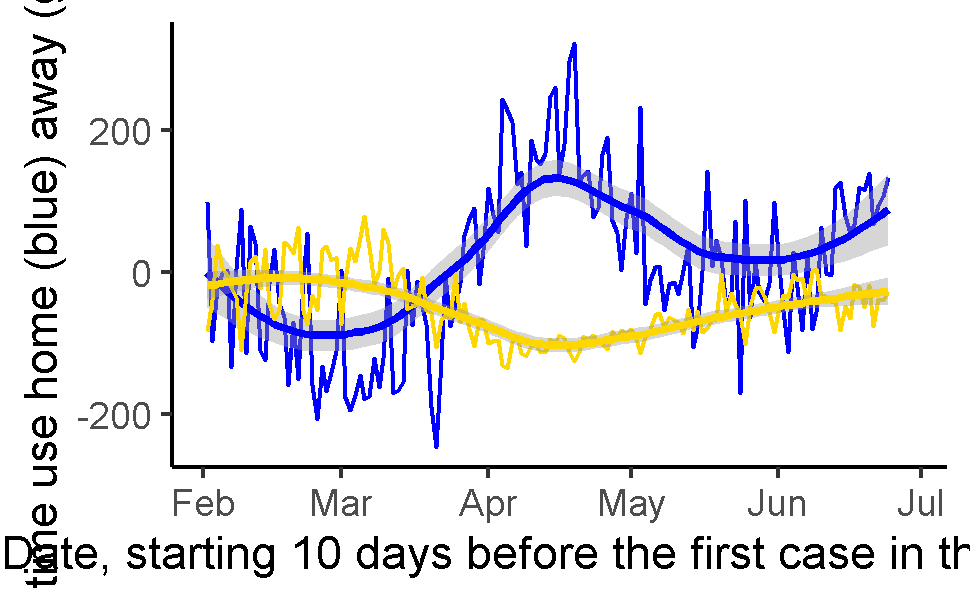 time use home (blue) away (
200
0
-200
Feb Mar Apr May Jun Jul
Date, starting 10 days before the first case in th